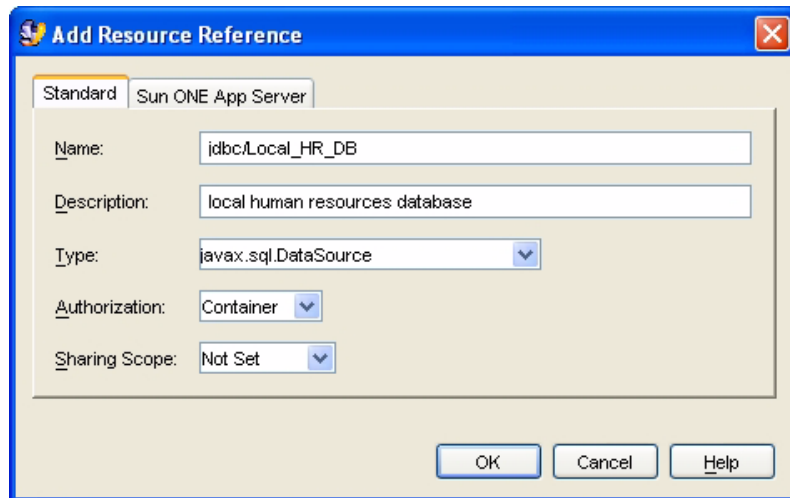 Add Resource Reference
Standard Sun ONE App Server
Name: jdbc/Local_HR_DB
Description: local human resources database
Type: javax.sql.DataSource
Authorization: Container
Sharing Scope: Not Set
OK Cancel Help